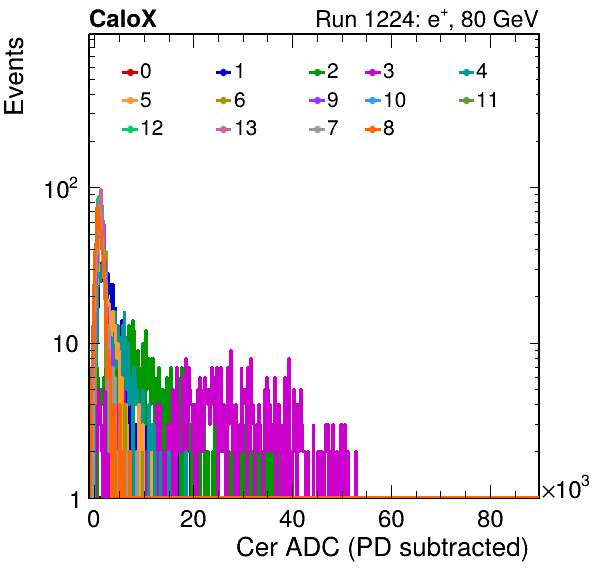 CaloX Run 1224: e⁺, 80 GeV
Events
0 1 2 3 4
5 6 9 10 11
12 13 7 8
10²
10
1
0 20 40 60 80 ×10³
Cer ADC (PD subtracted)